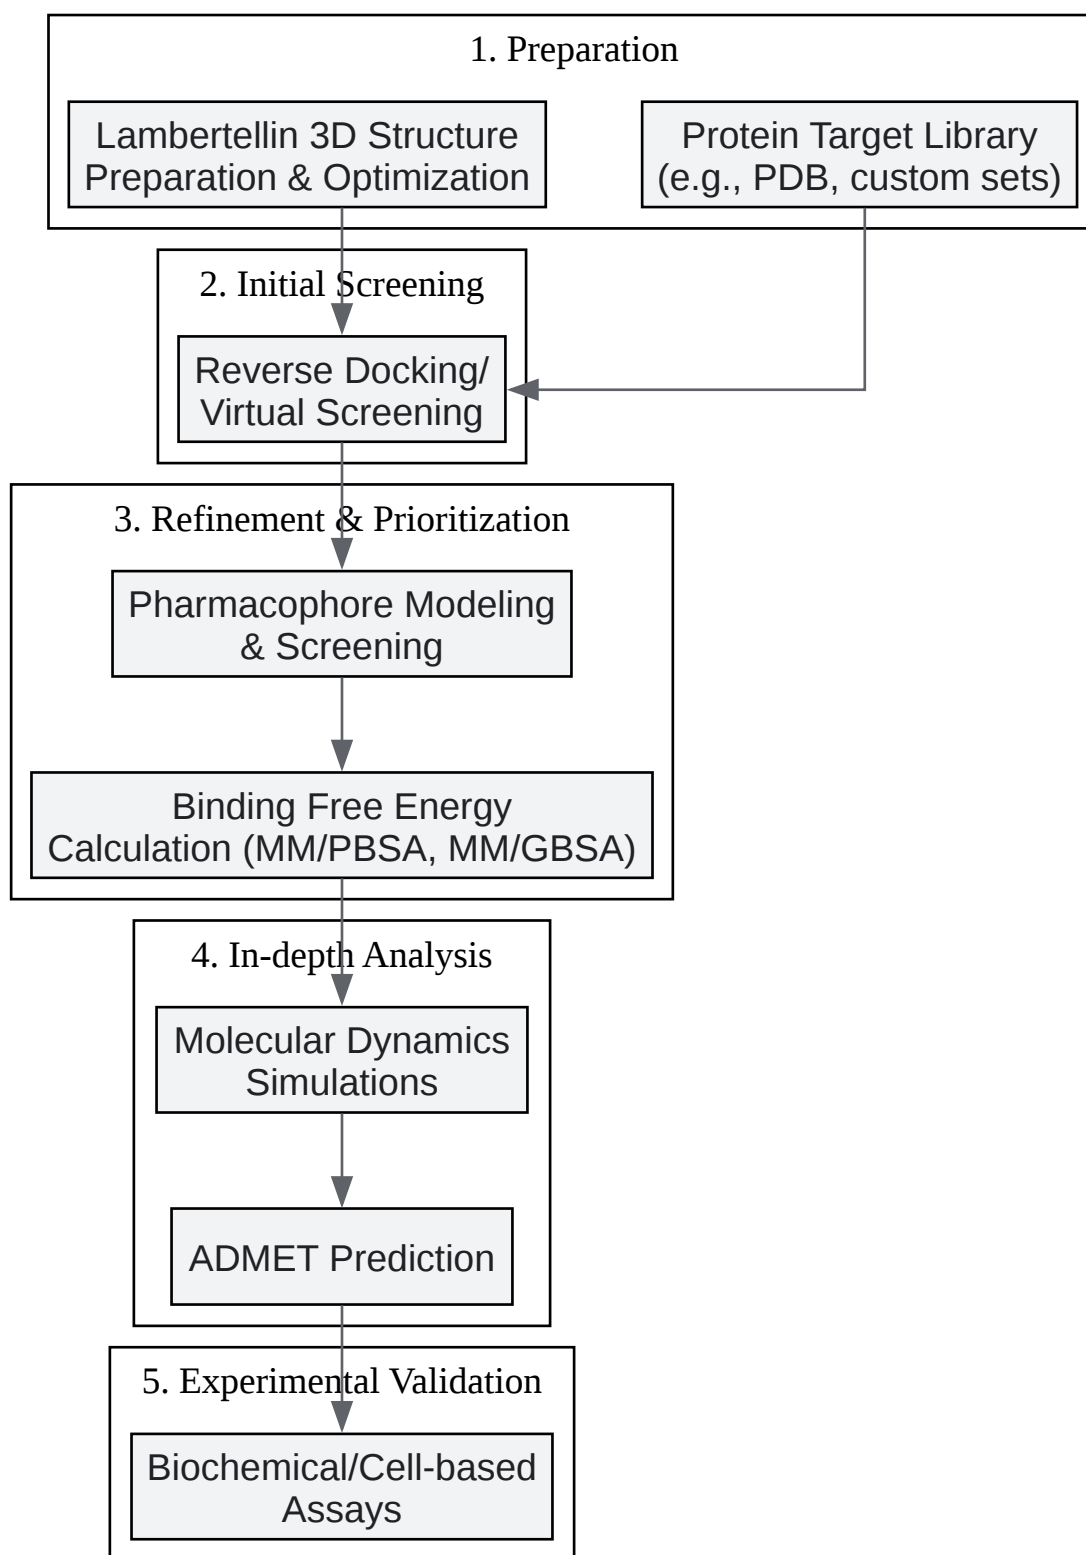 1. Preparation
Lambertellin 3D Structure
Preparation & Optimization
Protein Target Library
(e.g., PDB, custom sets)
2. Initial Screening
Reverse Docking/
Virtual Screening
3. Refinement & Prioritization
Pharmacophore Modeling
& Screening
Binding Free Energy
Calculation (MM/PBSA, MM/GBSA)
4. In-depth Analysis
Molecular Dynamics
Simulations
ADMET Prediction
5. Experimental Validation
Biochemical/Cell-based
Assays